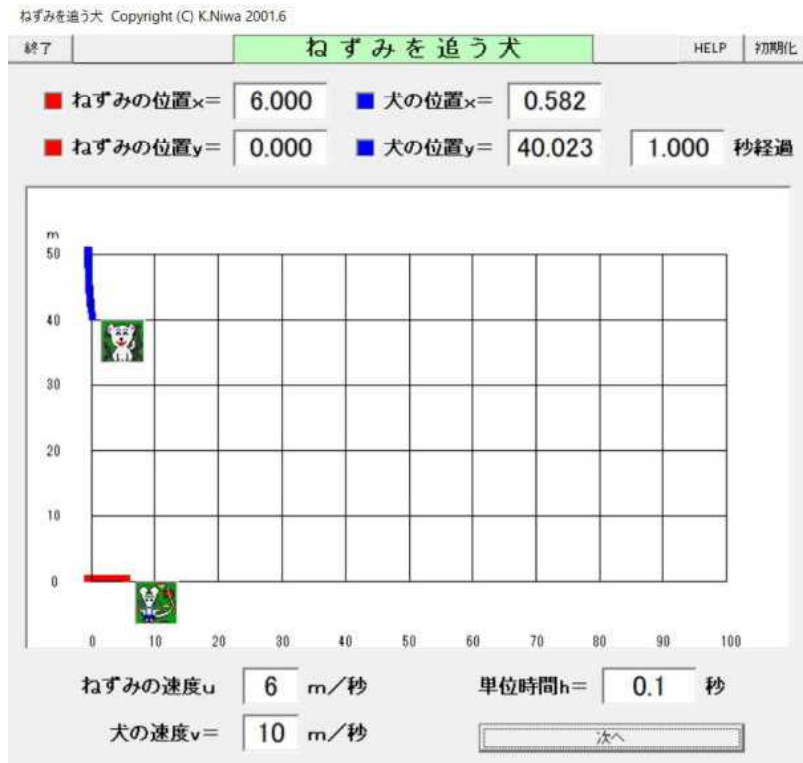 ねずみを追う犬 Copyright (C) K.Niwa 2001.6
終了 ねずみを追う犬 HELP 初期化
ねずみの位置x＝ 6.000 犬の位置x＝ 0.582
ねずみの位置y＝ 0.000 犬の位置y＝ 40.023 1.000 秒経過
m
50
40
30
20
10
0
0 10 20 30 40 50 60 70 80 90 100
ねずみの速度u 6 m／秒 単位時間h＝ 0.1 秒
犬の速度v＝ 10 m／秒 次へ